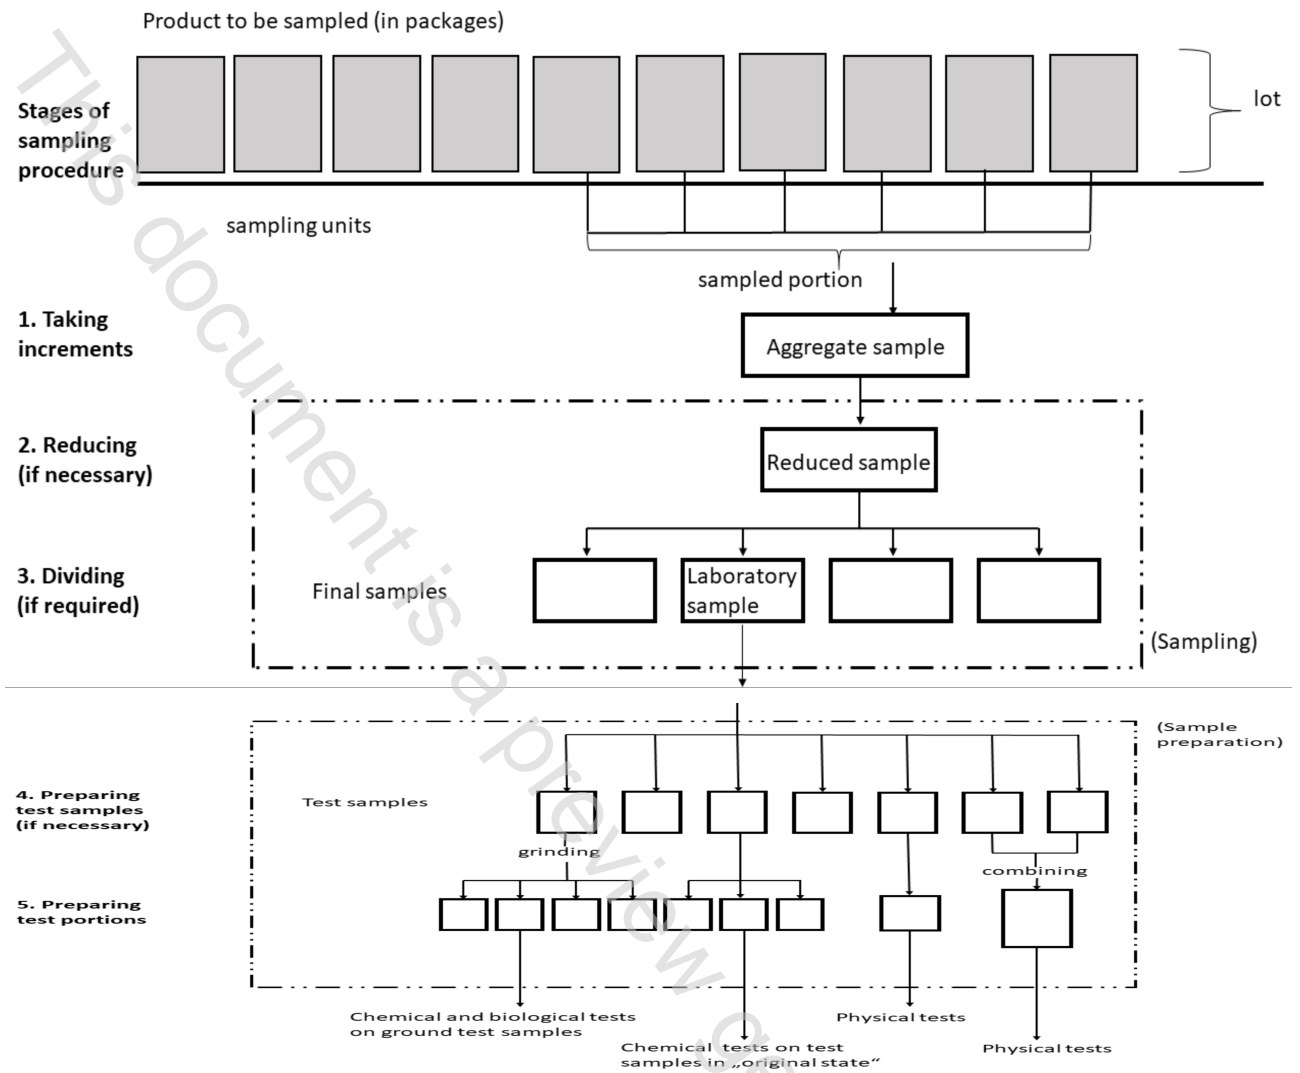 Product to be sampled (in packages)
lot
Stages of
sampling
procedure
sampling units
sampled portion
1. Taking
increments
Aggregate sample
2. Reducing
(if necessary)
Reduced sample
3. Dividing
(if required)
Final samples
Laboratory
sample
(Sampling)
(Sample
preparation)
4. Preparing
test samples
(if necessary)
Test samples
grinding
combining
5. Preparing
test portions
Chemical and biological tests
on ground test samples
Chemical tests on test
samples in „original state“
Physical tests
Physical tests
This document is a preview